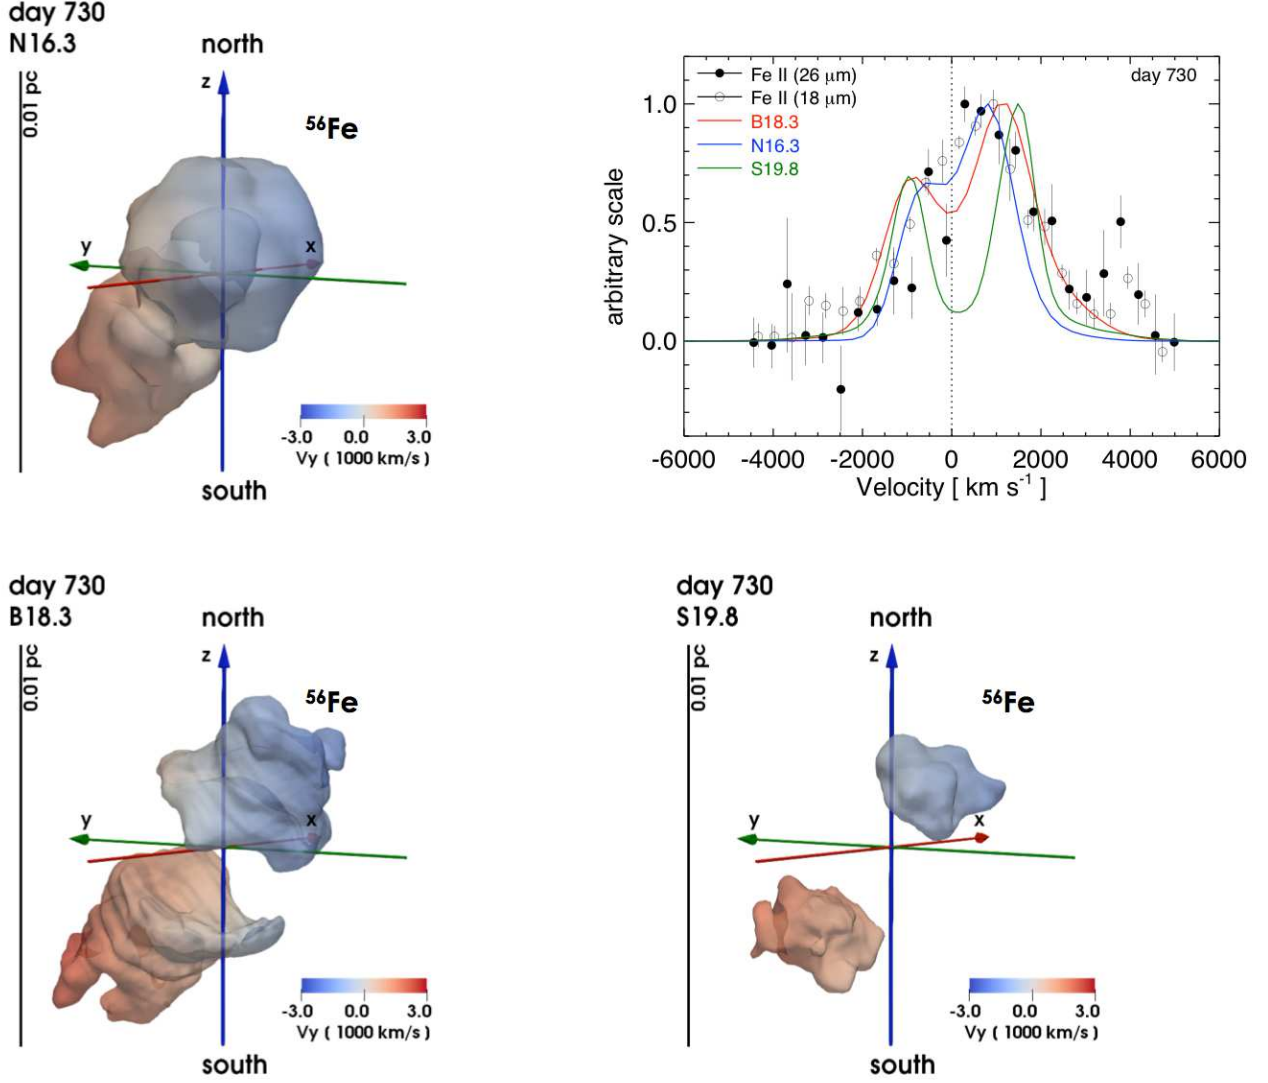 day 730
N16.3
north
z
0.01 pc
⁵⁶Fe
y
x
-3.0 0.0 3.0
Vy ( 1000 km/s )
south
Fe II (26 μm)
Fe II (18 μm)
B18.3
N16.3
S19.8
day 730
1.0
0.5
0.0
arbitrary scale
-6000 -4000 -2000 0 2000 4000 6000
Velocity [ km s⁻¹ ]
day 730
B18.3
north
z
0.01 pc
⁵⁶Fe
y
x
-3.0 0.0 3.0
Vy ( 1000 km/s )
south
day 730
S19.8
north
z
0.01 pc
⁵⁶Fe
y
x
-3.0 0.0 3.0
Vy ( 1000 km/s )
south